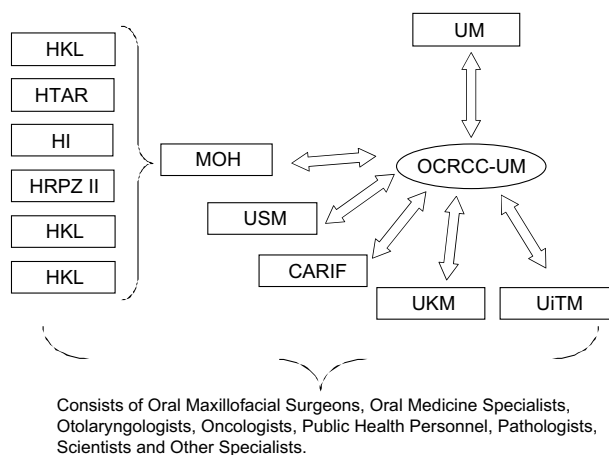 HKL
HTAR
HI
HRPZ II
HKL
HKL
MOH
UM
OCRCC-UM
USM
CARIF
UKM
UiTM
Consists of Oral Maxillofacial Surgeons, Oral Medicine Specialists,
Otolaryngologists, Oncologists, Public Health Personnel, Pathologists,
Scientists and Other Specialists.